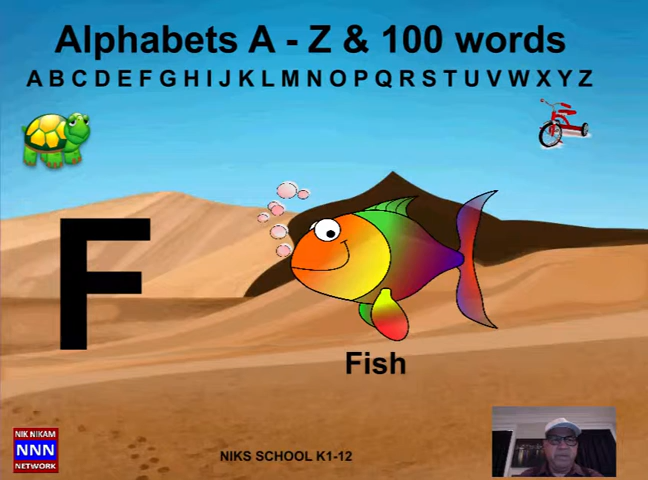 Alphabets A - Z & 100 words
A B C D E F G H I J K L M N O P Q R S T U V W X Y Z
F
Fish
NIK NIKAM
NNN
NETWORK
NIKS SCHOOL K1-12